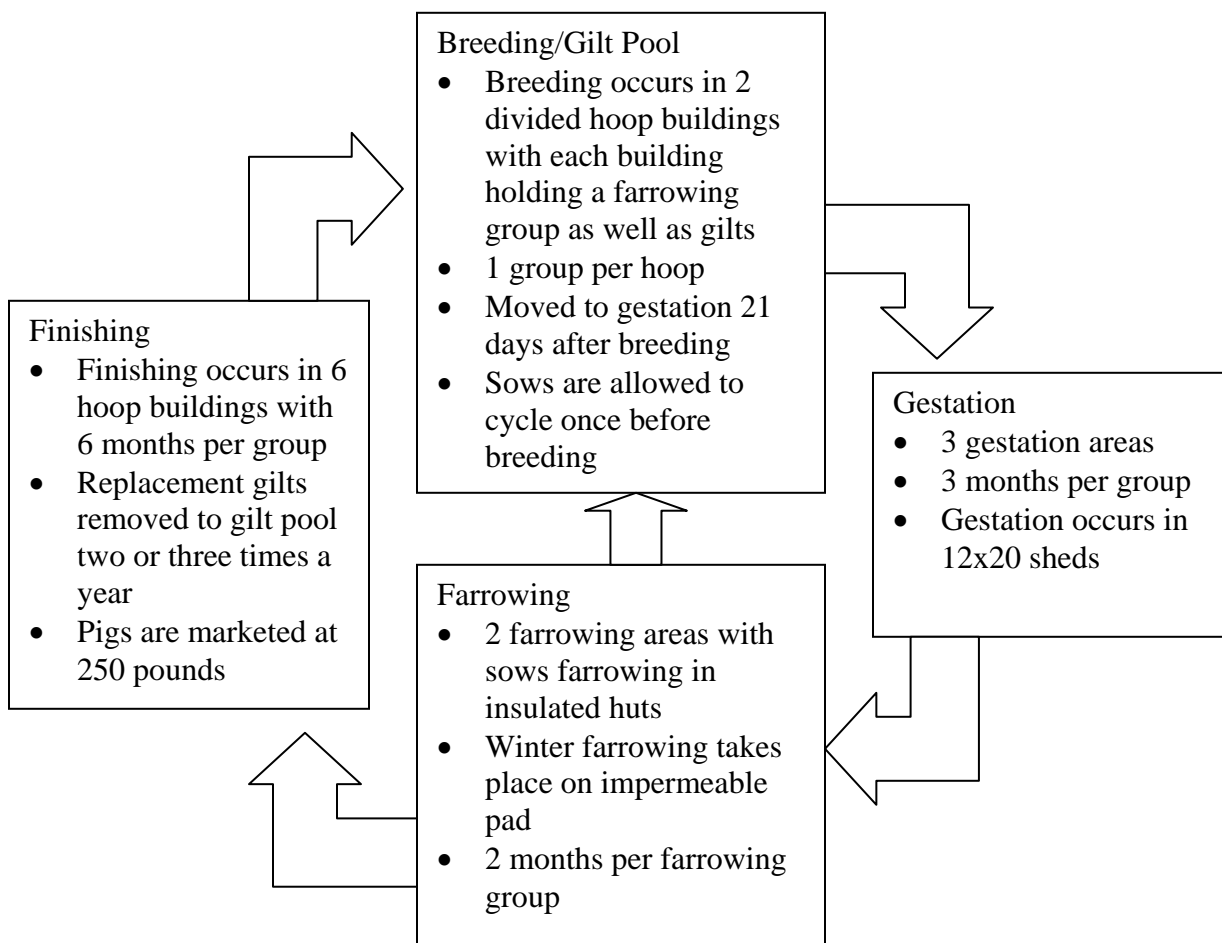 Breeding/Gilt Pool
• Breeding occurs in 2
divided hoop buildings
with each building
holding a farrowing
group as well as gilts
• 1 group per hoop
• Moved to gestation 21
days after breeding
• Sows are allowed to
cycle once before
breeding
Gestation
• 3 gestation areas
• 3 months per group
• Gestation occurs in
12x20 sheds
Farrowing
• 2 farrowing areas with
sows farrowing in
insulated huts
• Winter farrowing takes
place on impermeable
pad
• 2 months per farrowing
group
Finishing
• Finishing occurs in 6
hoop buildings with
6 months per group
• Replacement gilts
removed to gilt pool
two or three times a
year
• Pigs are marketed at
250 pounds